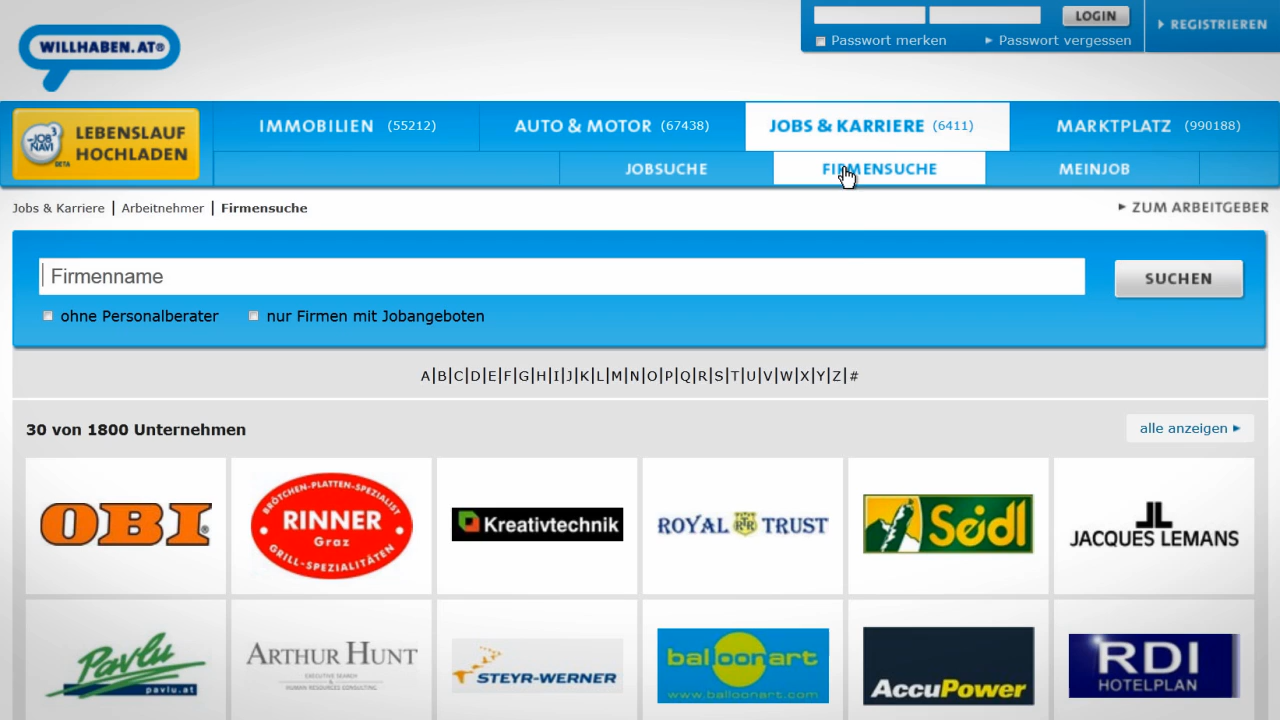 WILLHABEN.AT®
LOGIN
REGISTRIEREN
Passwort merken
Passwort vergessen
JOB NAVI 3 BETA
LEBENSLAUF
HOCHLADEN
IMMOBILIEN (55212)
AUTO & MOTOR (67438)
JOBS & KARRIERE (6411)
MARKTPLATZ (990188)
JOBSUCHE
FIRMENSUCHE
MEINJOB
Jobs & Karriere | Arbeitnehmer | Firmensuche
ZUM ARBEITGEBER
Firmenname
SUCHEN
ohne Personalberater
nur Firmen mit Jobangeboten
A|B|C|D|E|F|G|H|I|J|K|L|M|N|O|P|Q|R|S|T|U|V|W|X|Y|Z|#
30 von 1800 Unternehmen
alle anzeigen
OBI®
BRÖTCHEN-PLATTEN-SPEZIALIST
RINNER
Graz
GRILL-SPEZIALITÄTEN
Kreativtechnik
ROYAL RTR TRUST
Seidl
JL
JACQUES LEMANS
Pavlu
pavlu.at
ARTHUR HUNT
EXECUTIVE SEARCH
&
HUMAN RESOURCES CONSULTING
STEYR-WERNER
balloonart
www.balloonart.com
AccuPower
RDI
HOTELPLAN